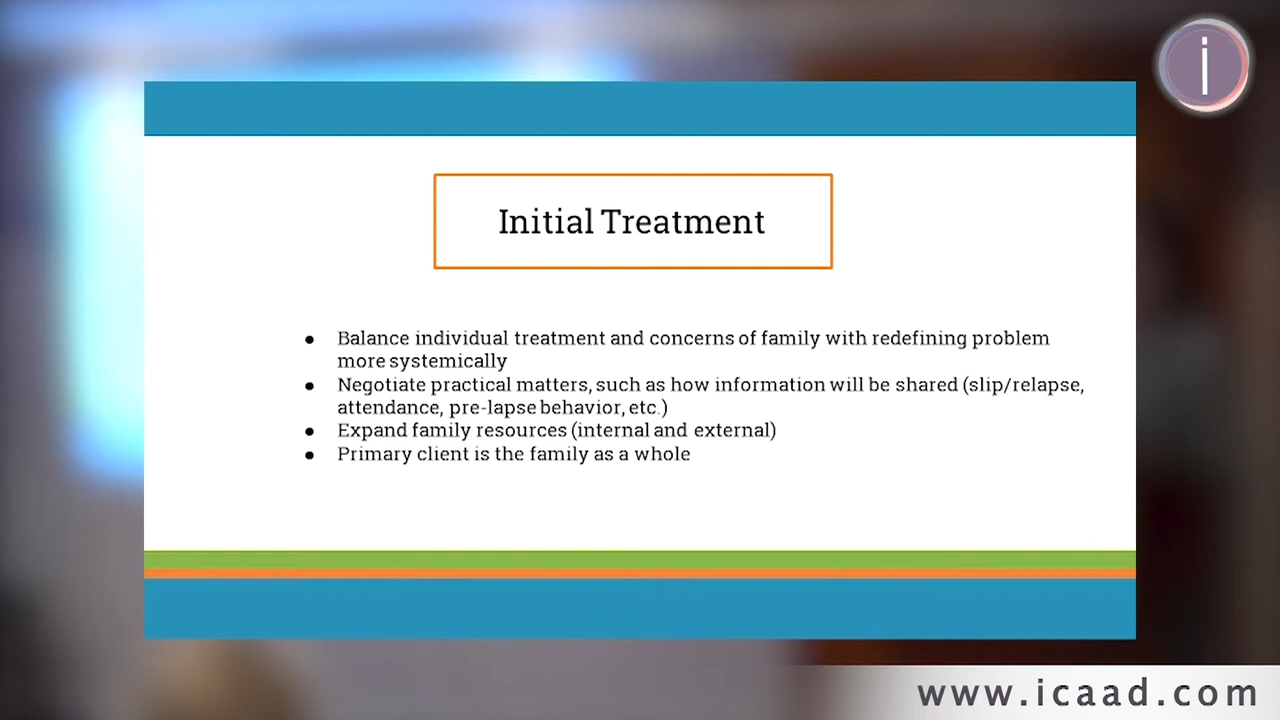 i
Initial Treatment
● Balance individual treatment and concerns of family with redefining problem
more systemically
● Negotiate practical matters, such as how information will be shared (slip/relapse,
attendance, pre-lapse behavior, etc.)
● Expand family resources (internal and external)
● Primary client is the family as a whole
www.icaad.com